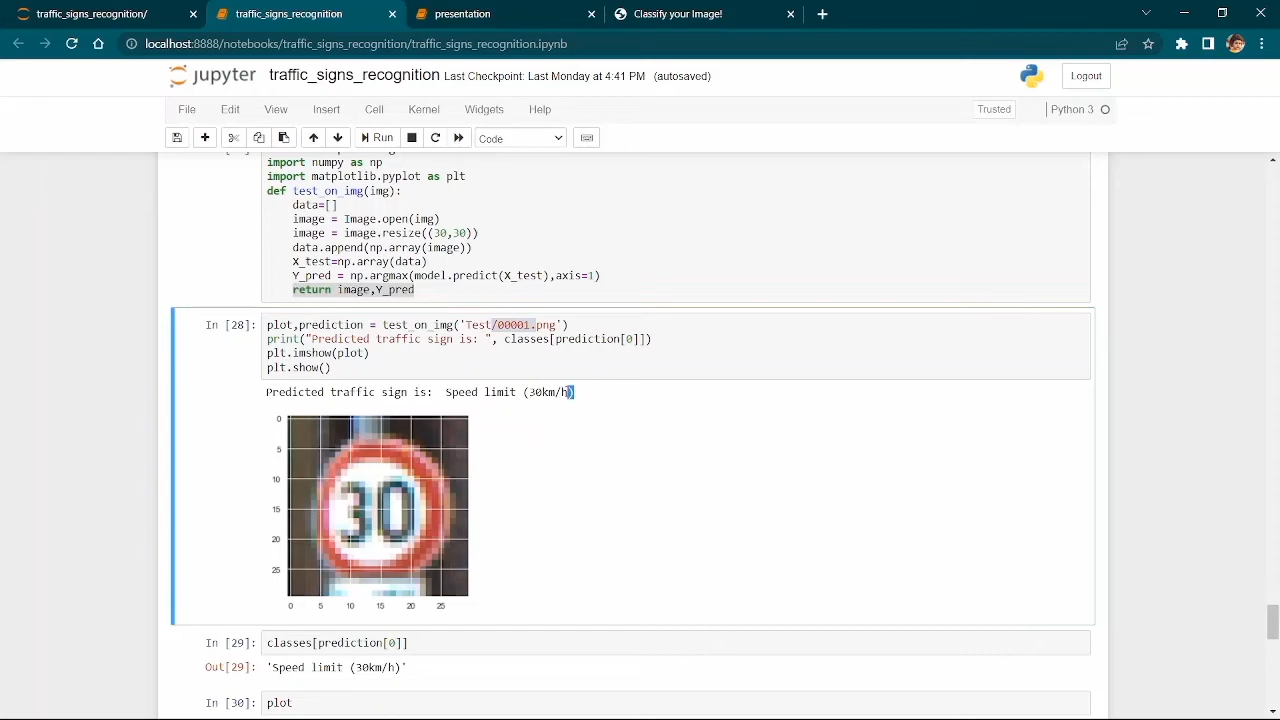 traffic_signs_recognition/
traffic_signs_recognition
presentation
Classify your Image!
localhost:8888/notebooks/traffic_signs_recognition/traffic_signs_recognition.ipynb
jupyter traffic_signs_recognition Last Checkpoint: Last Monday at 4:41 PM (autosaved)
Logout
File Edit View Insert Cell Kernel Widgets Help
Trusted
Python 3
Run
Code
import numpy as np
import matplotlib.pyplot as plt
def test_on_img(img):
data=[]
image = Image.open(img)
image = image.resize((30,30))
data.append(np.array(image))
X_test=np.array(data)
Y_pred = np.argmax(model.predict(X_test),axis=1)
return image,Y_pred
In [28]: plot,prediction = test_on_img('Test/00001.png')
print("Predicted traffic sign is: ", classes[prediction[0]])
plt.imshow(plot)
plt.show()
Predicted traffic sign is:  Speed limit (30km/h)
0
5
10
15
20
25
30
0 5 10 15 20 25
In [29]: classes[prediction[0]]
Out[29]: 'Speed limit (30km/h)'
In [30]: plot